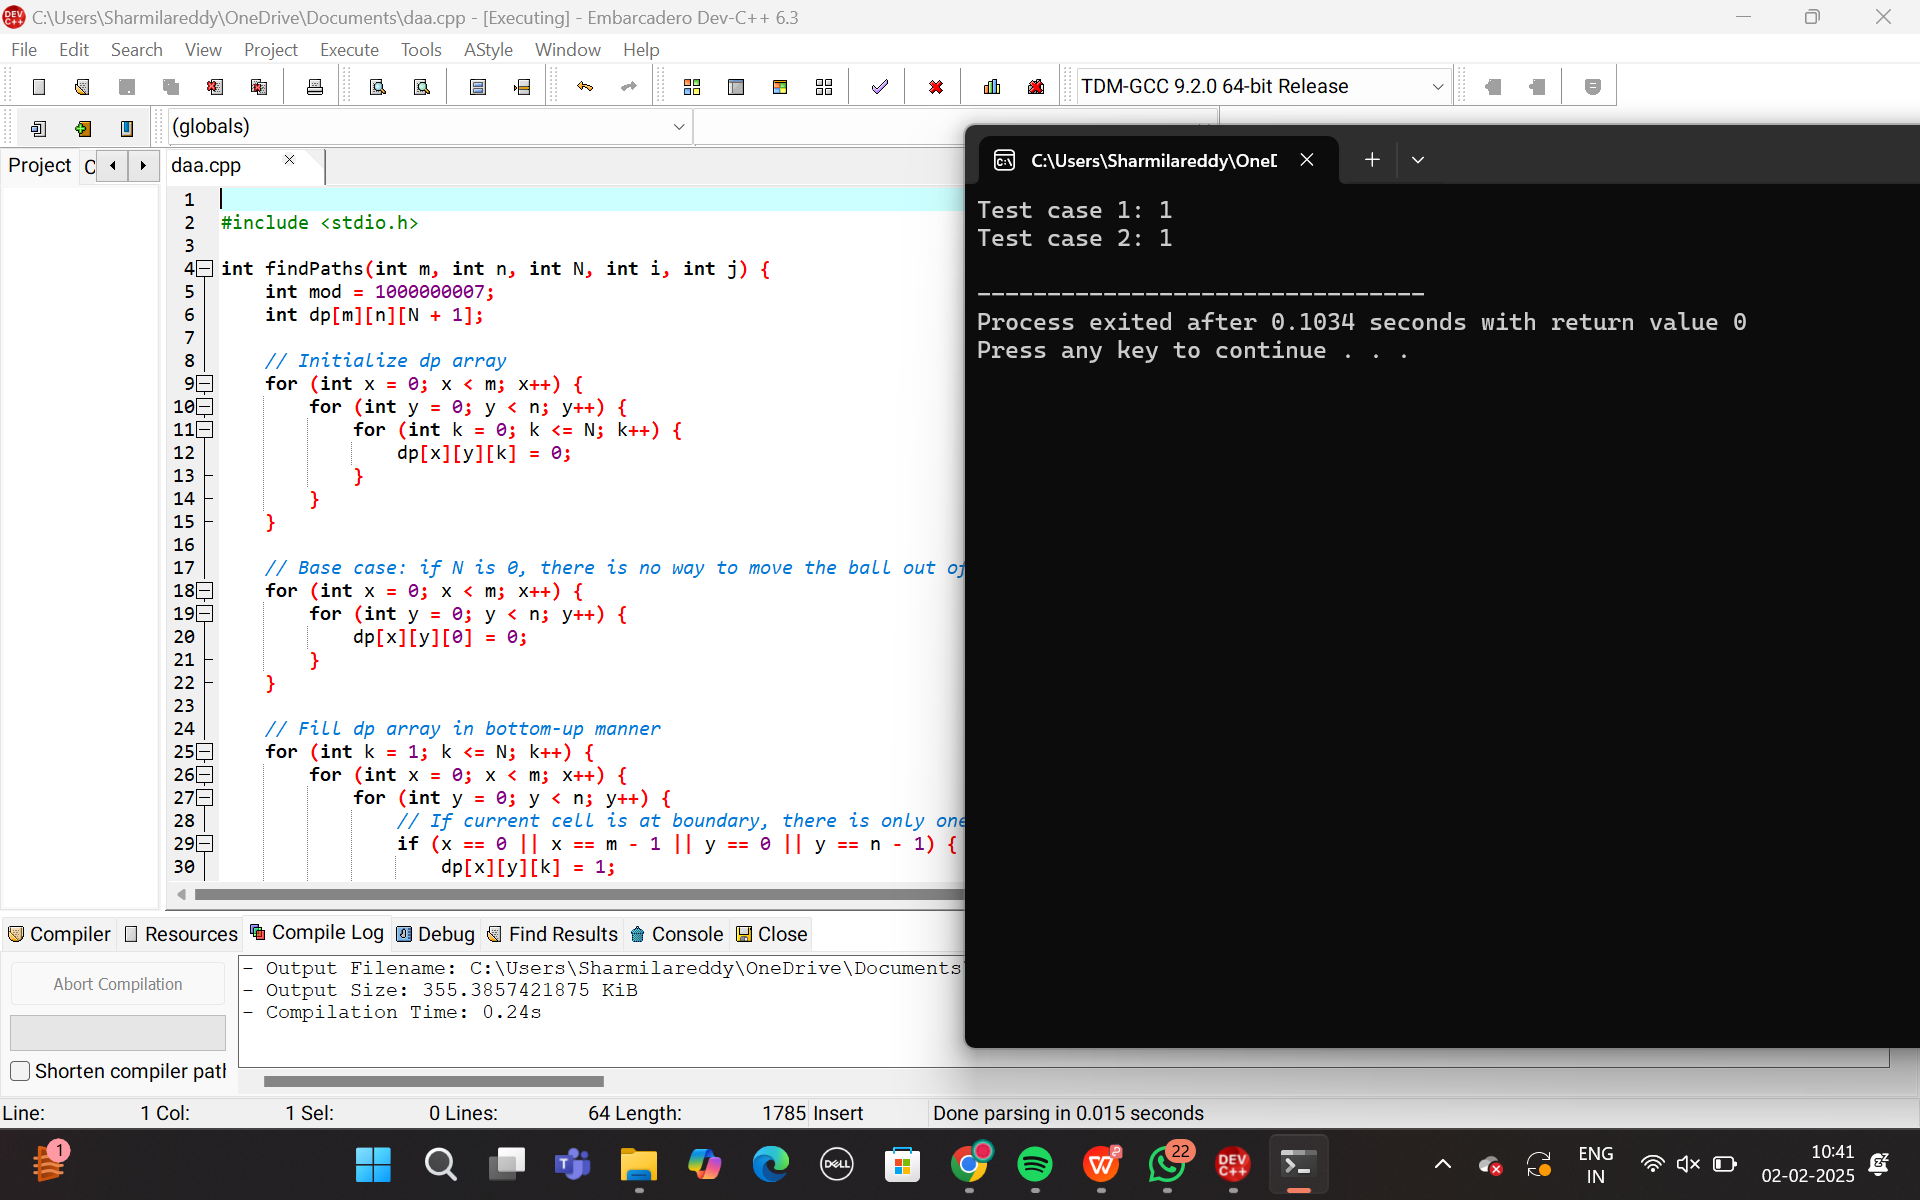 C:\Users\Sharmilareddy\OneDrive\Documents\daa.cpp - [Executing] - Embarcadero Dev-C++ 6.3
File Edit Search View Project Execute Tools AStyle Window Help
TDM-GCC 9.2.0 64-bit Release
(globals)
Project C
daa.cpp
1
2 #include <stdio.h>
3
4 int findPaths(int m, int n, int N, int i, int j) {
5 int mod = 1000000007;
6 int dp[m][n][N + 1];
7
8 // Initialize dp array
9 for (int x = 0; x < m; x++) {
10 for (int y = 0; y < n; y++) {
11 for (int k = 0; k <= N; k++) {
12 dp[x][y][k] = 0;
13 }
14 }
15 }
16
17 // Base case: if N is 0, there is no way to move the ball out of
18 for (int x = 0; x < m; x++) {
19 for (int y = 0; y < n; y++) {
20 dp[x][y][0] = 0;
21 }
22 }
23
24 // Fill dp array in bottom-up manner
25 for (int k = 1; k <= N; k++) {
26 for (int x = 0; x < m; x++) {
27 for (int y = 0; y < n; y++) {
28 // If current cell is at boundary, there is only one
29 if (x == 0 || x == m - 1 || y == 0 || y == n - 1) {
30 dp[x][y][k] = 1;
C:\Users\Sharmilareddy\OneD
Test case 1: 1
Test case 2: 1
--------------------------------
Process exited after 0.1034 seconds with return value 0
Press any key to continue . . .
Compiler Resources Compile Log Debug Find Results Console Close
Abort Compilation
Shorten compiler path
- Output Filename: C:\Users\Sharmilareddy\OneDrive\Documents
- Output Size: 355.3857421875 KiB
- Compilation Time: 0.24s
Line: 1 Col: 1 Sel: 0 Lines: 64 Length: 1785 Insert Done parsing in 0.015 seconds
1
DELL
22
DEV C++
ENG
IN
10:41
02-02-2025